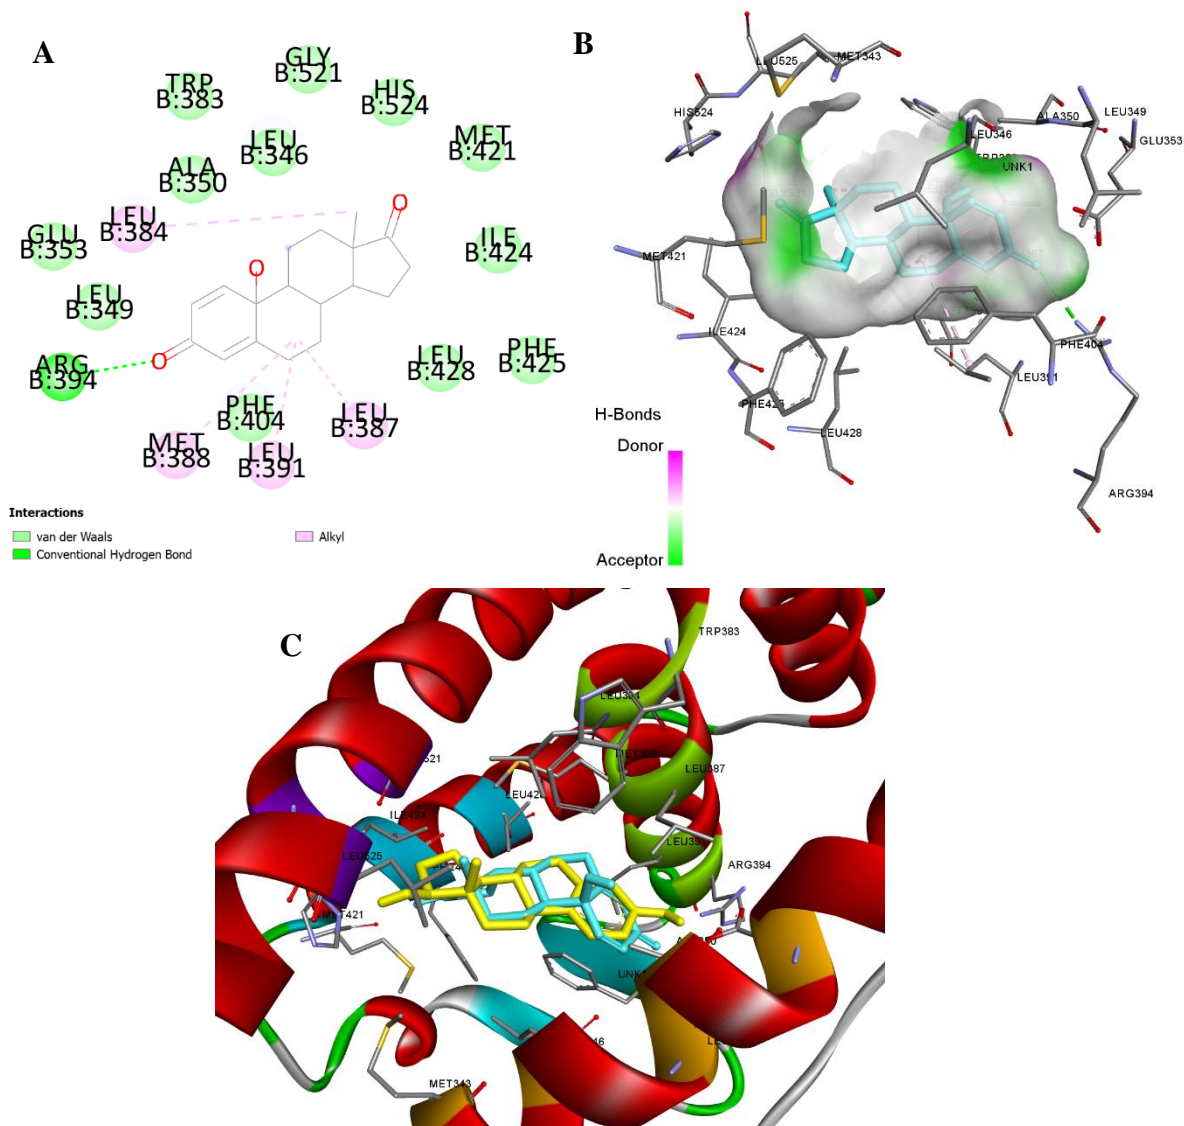 A
TRP
B:383
GLY
B:521
HIS
B:524
LEU
B:346
MET
B:421
ALA
B:350
LEU
B:384
GLU
B:353
ILE
B:424
LEU
B:349
ARG
B:394
O
O
O
LEU
B:428
PHE
B:425
PHE
B:404
LEU
B:387
MET
B:388
LEU
B:391
Interactions
van der Waals
Conventional Hydrogen Bond
Alkyl
B
LEU525
MET343
HIS524
LEU346
ALA350
LEU349
GLU353
UNK1
MET421
ILE424
PHE404
LEU391
LEU428
ARG394
H-Bonds
Donor
Acceptor
C
TRP383
LEU387
ILE424
LEU525
ARG394
MET421
MET343